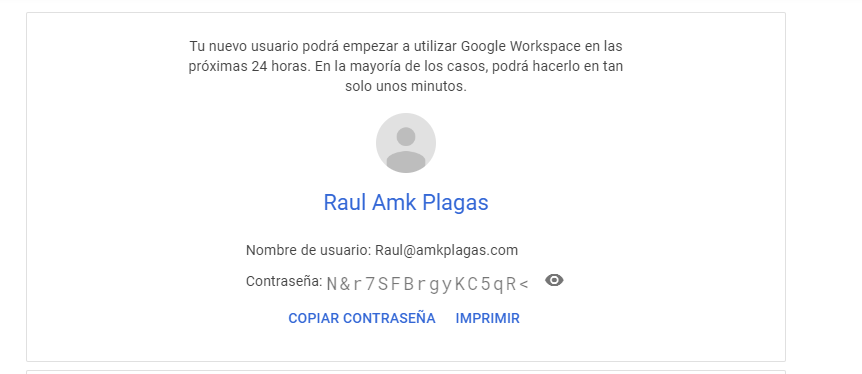 Tu nuevo usuario podrá empezar a utilizar Google Workspace en las
próximas 24 horas. En la mayoría de los casos, podrá hacerlo en tan
solo unos minutos.
Raul Amk Plagas
Nombre de usuario: Raul@amkplagas.com
Contraseña: N&r7SFBrgyKC5qR<
COPIAR CONTRASEÑA IMPRIMIR